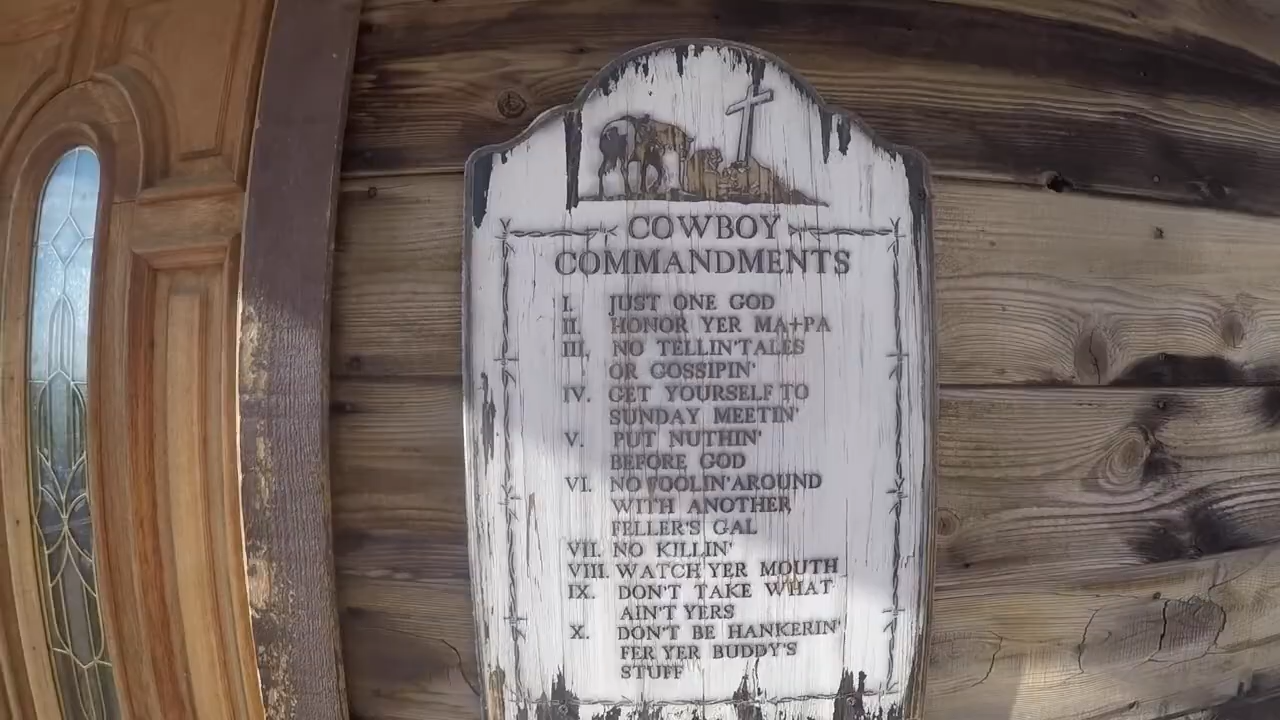 COWBOY
COMMANDMENTS
I. JUST ONE GOD
II. HONOR YER MA+PA
III. NO TELLIN' TALES
OR GOSSIPIN'
IV. GET YOURSELF TO
SUNDAY MEETIN'
V. PUT NUTHIN'
BEFORE GOD
VI. NO FOOLIN' AROUND
WITH ANOTHER
FELLER'S GAL
VII. NO KILLIN'
VIII. WATCH YER MOUTH
IX. DON'T TAKE WHAT
AIN'T YERS
X. DON'T BE HANKERIN'
FER YER BUDDY'S
STUFF